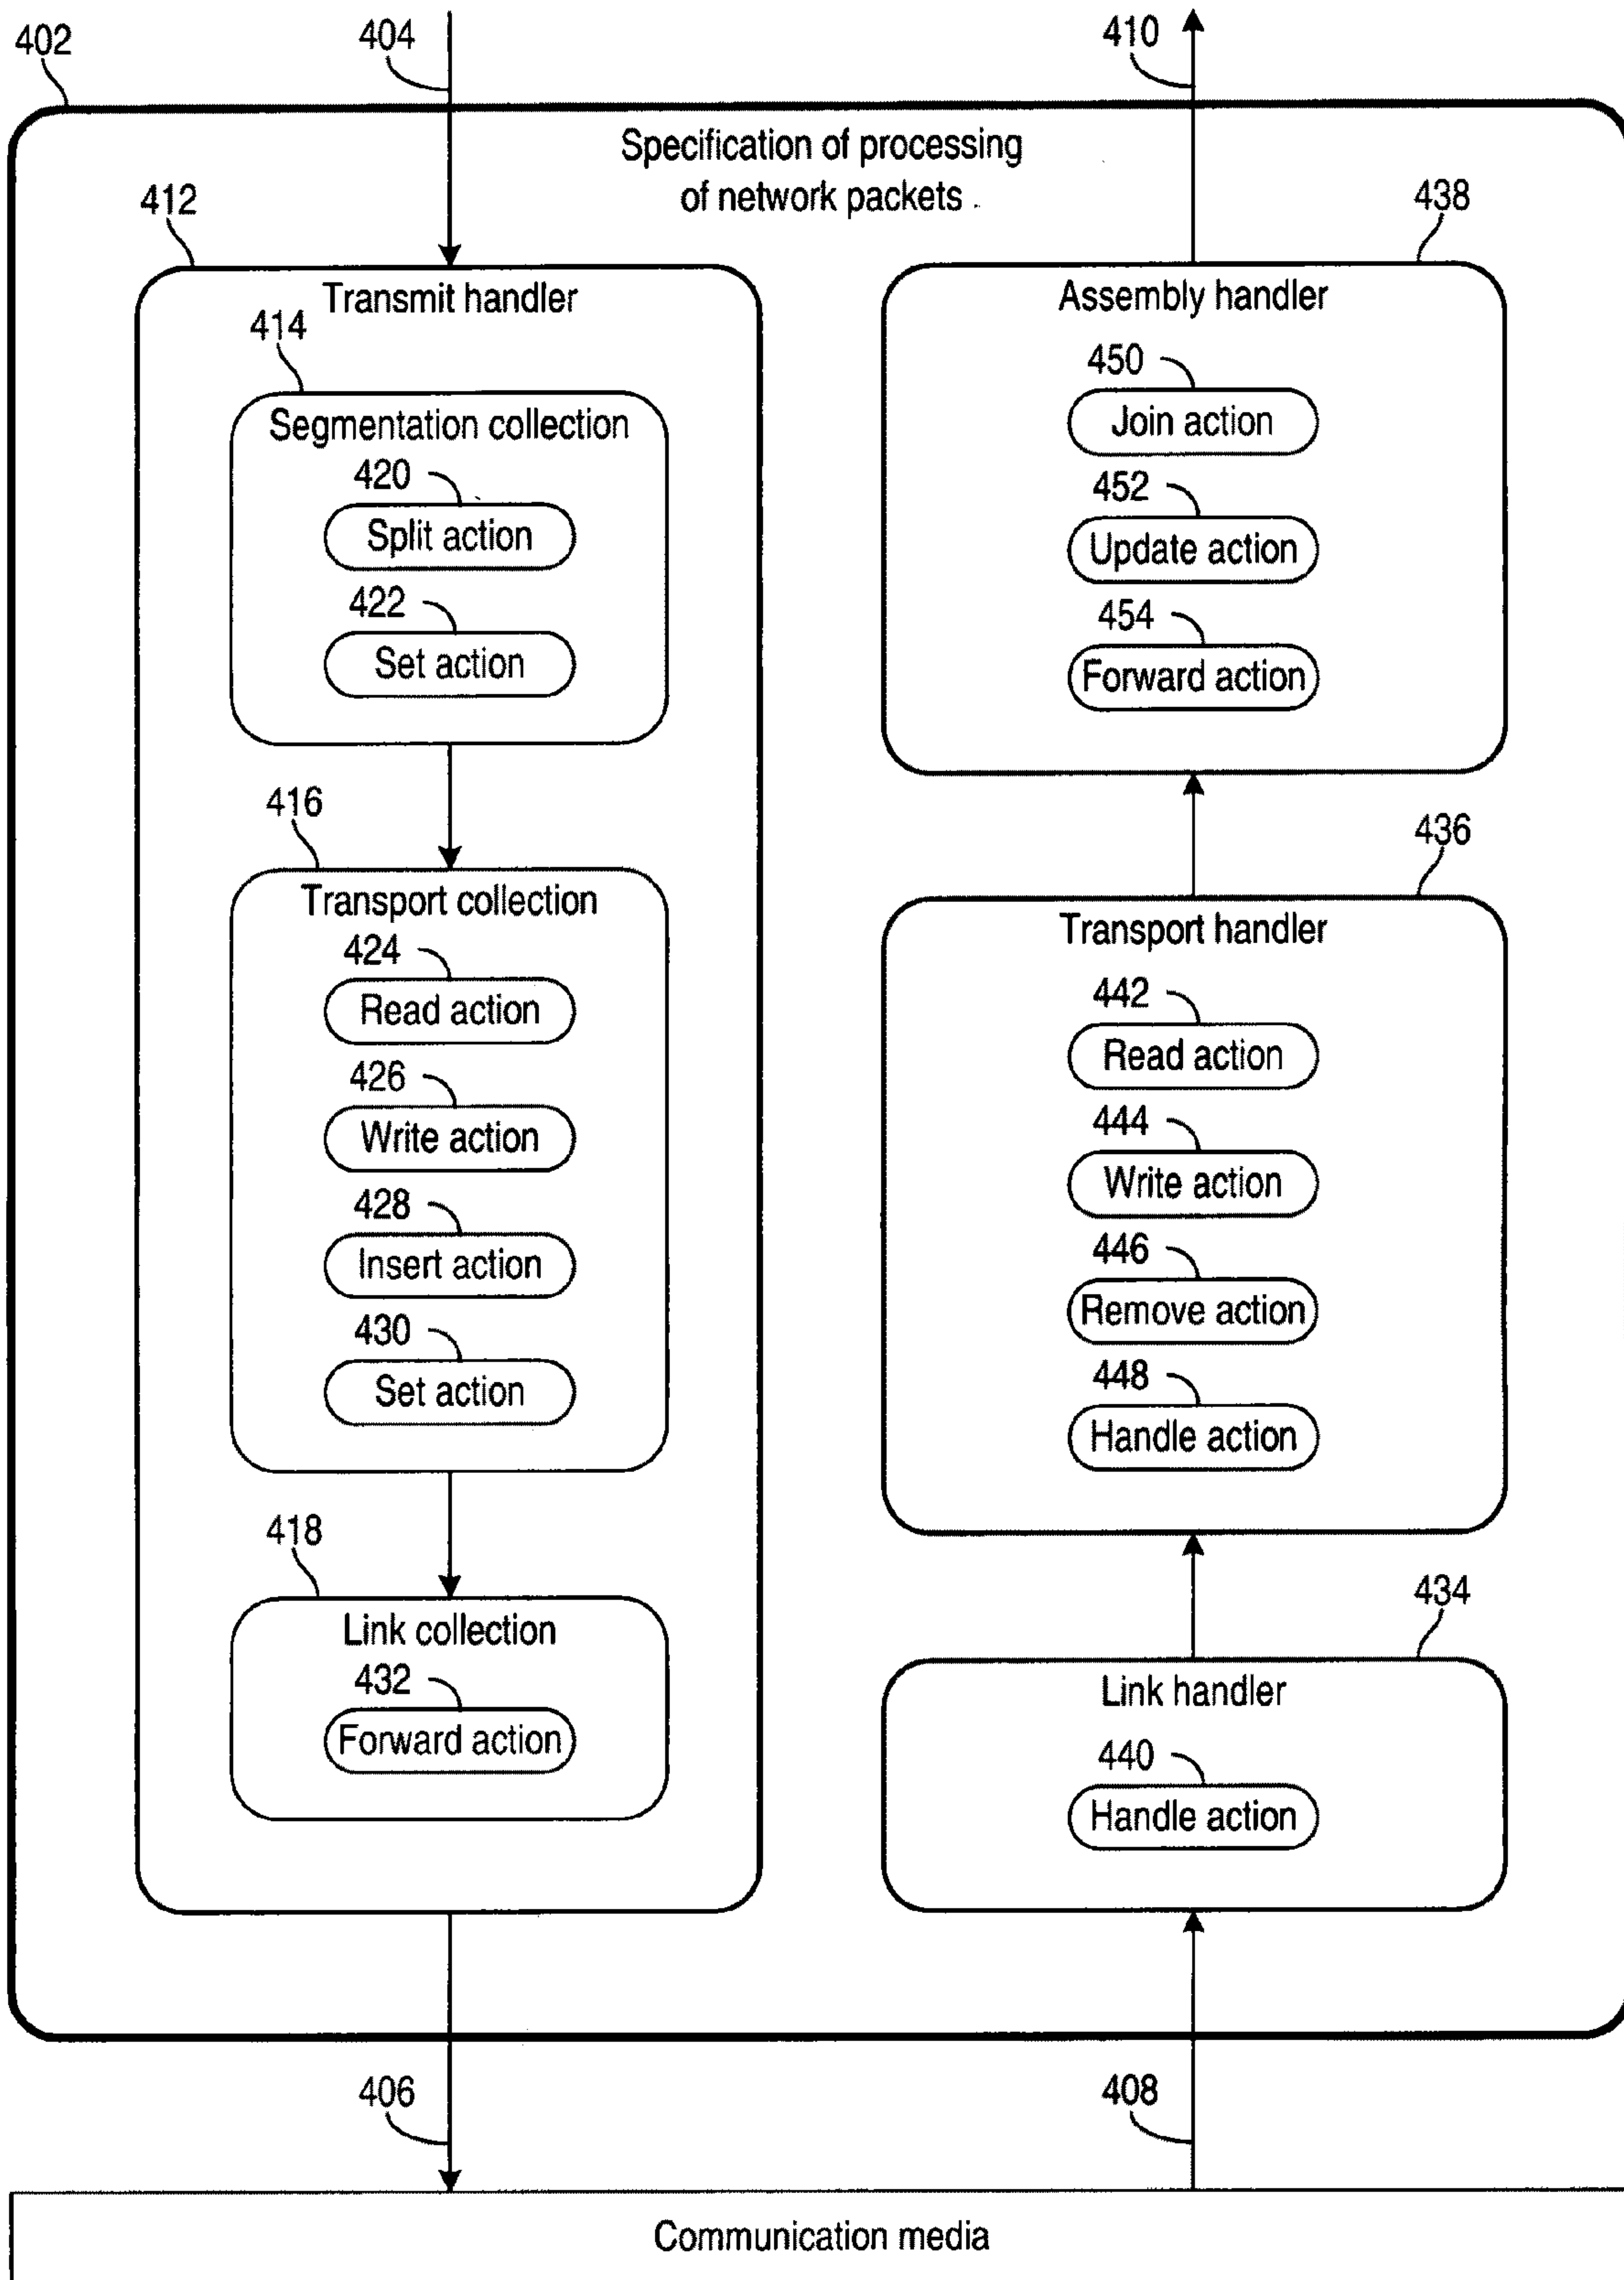 402
404
410
Specification of processing
of network packets
412
Transmit handler
414
Segmentation collection
420
Split action
422
Set action
416
Transport collection
424
Read action
426
Write action
428
Insert action
430
Set action
418
Link collection
432
Forward action
438
Assembly handler
450
Join action
452
Update action
454
Forward action
436
Transport handler
442
Read action
444
Write action
446
Remove action
448
Handle action
434
Link handler
440
Handle action
406
408
Communication media